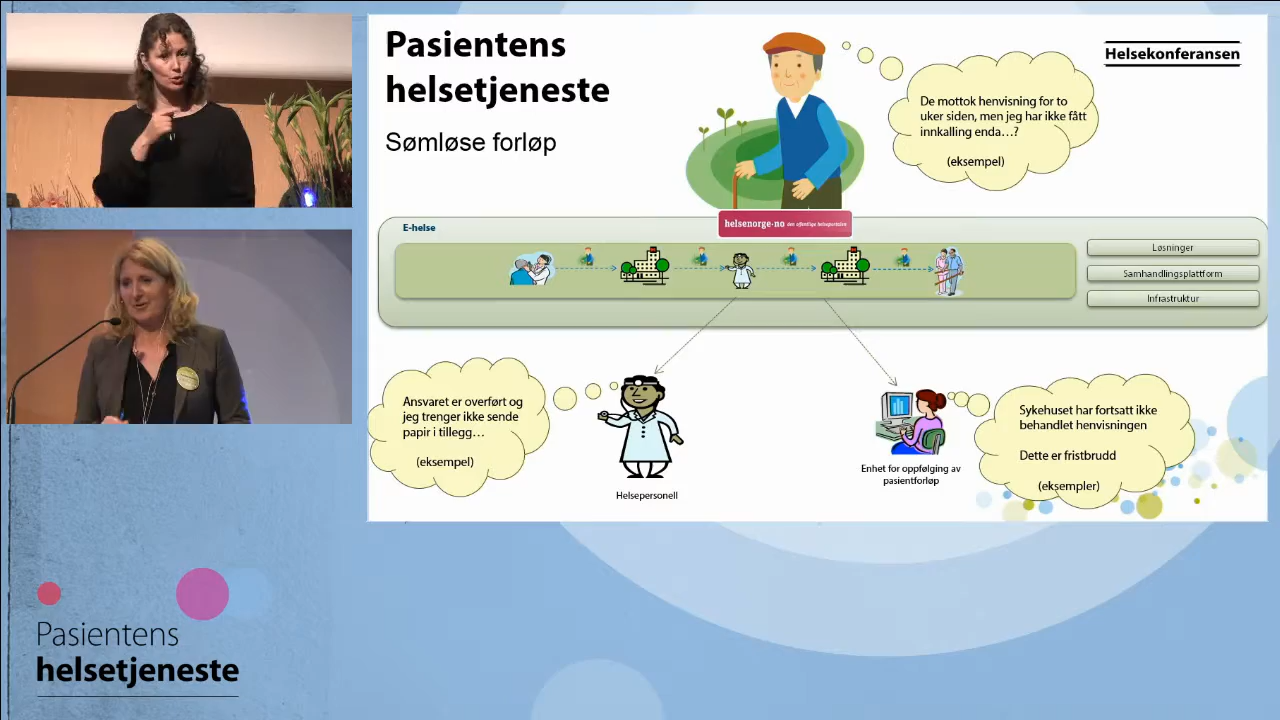 Pasientens
helsetjeneste
Sømløse forløp
Helsekonferansen
De mottok henvisning for to
uker siden, men jeg har ikke fått
innkalling enda…?
(eksempel)
helsenorge.no den offentlige helseportalen
E-helse
Løsninger
Samhandlingsplattform
Infrastruktur
Ansvaret er overført og
jeg trenger ikke sende
papir i tillegg…
(eksempel)
Helsepersonell
Enhet for oppfølging av
pasientforløp
Sykehuset har fortsatt ikke
behandlet henvisningen
Dette er fristbrudd
(eksempler)
Pasientens
helsetjeneste